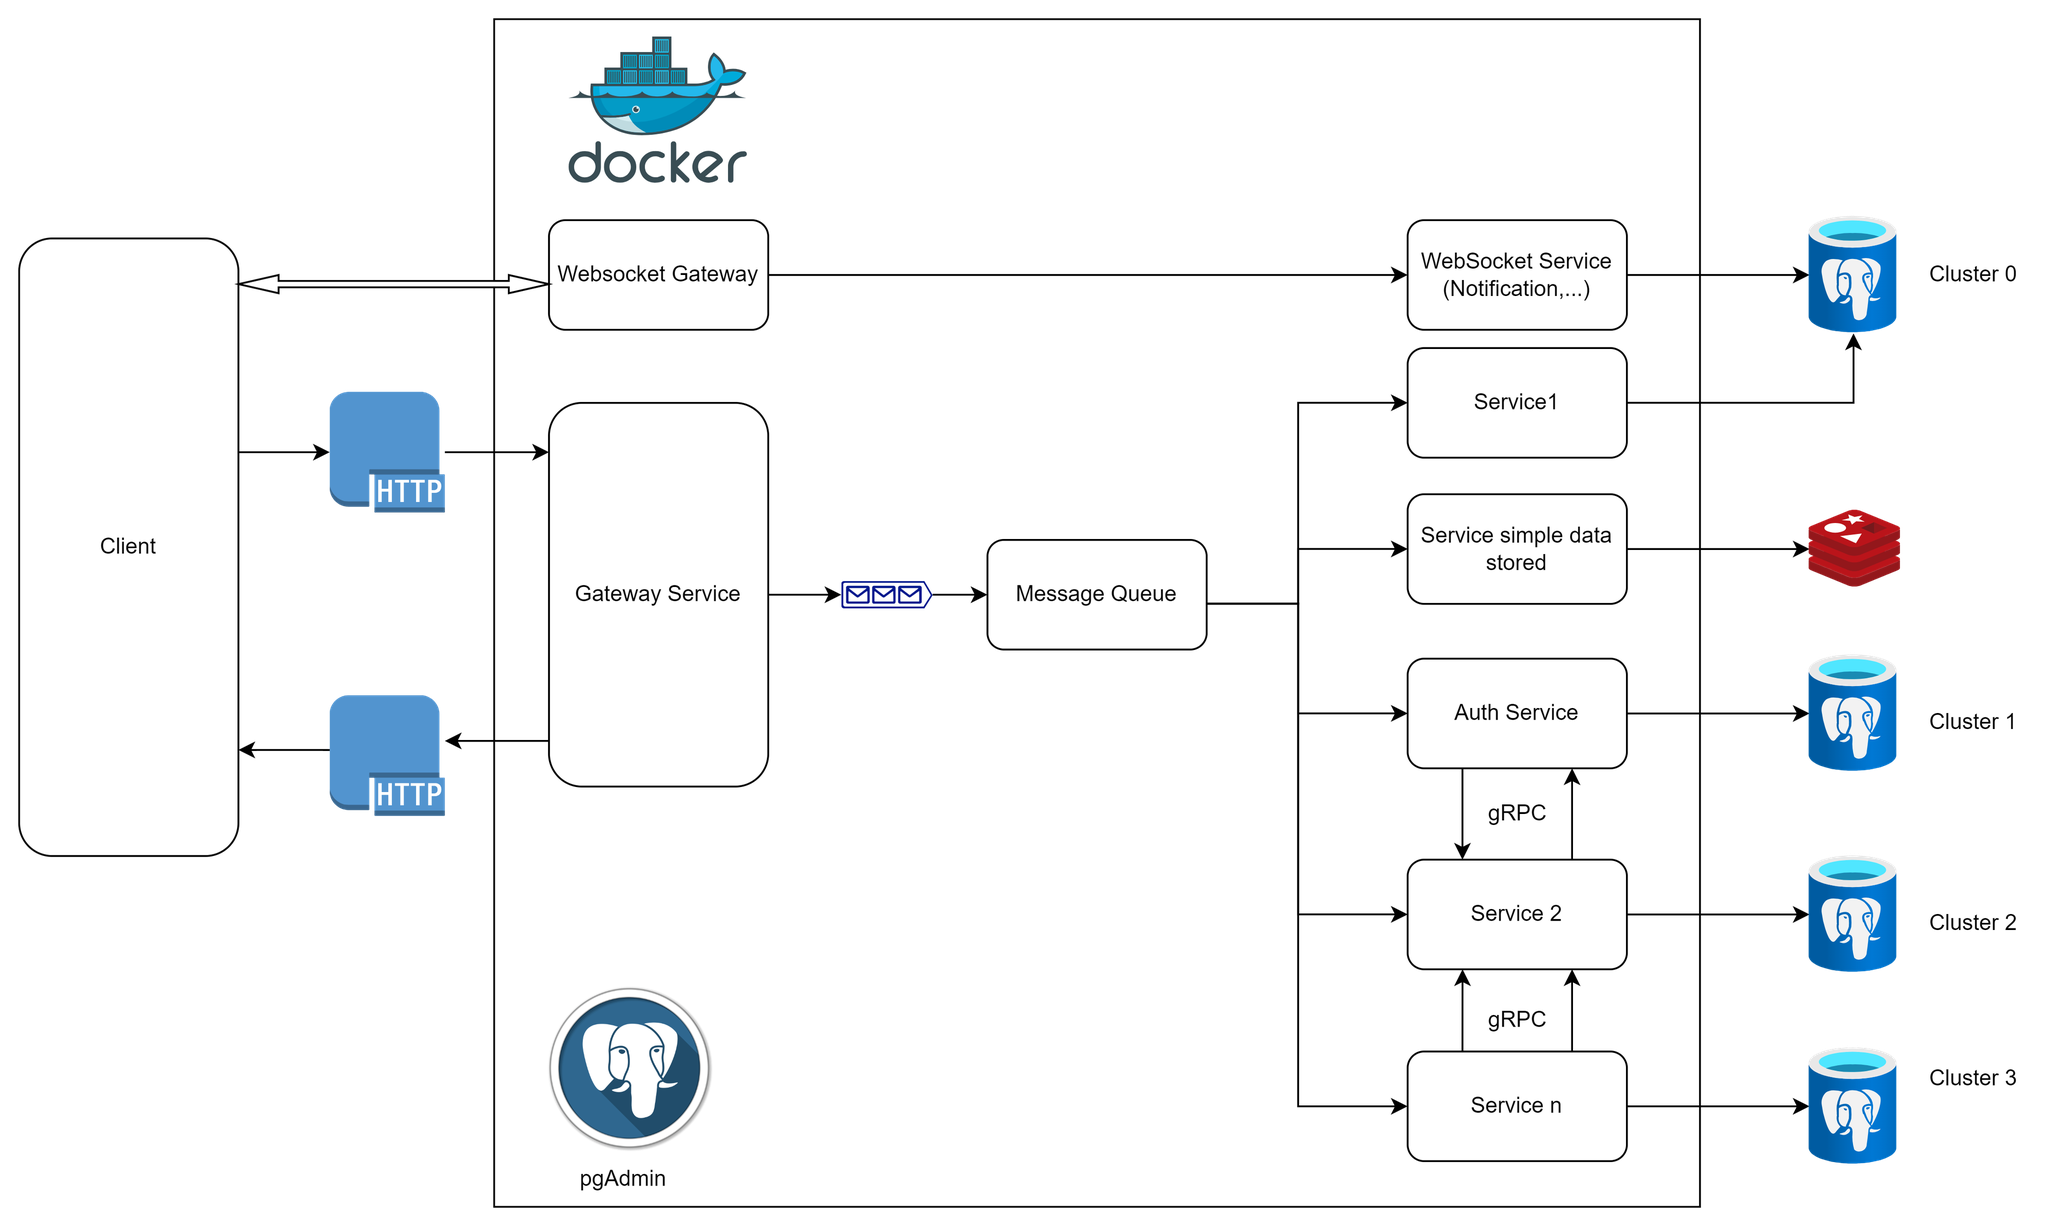 docker
Websocket Gateway
WebSocket Service
(Notification,...)
Cluster 0
Service1
HTTP
Client
Gateway Service
Message Queue
Service simple data
stored
Auth Service
Cluster 1
HTTP
gRPC
Service 2
Cluster 2
gRPC
Service n
Cluster 3
pgAdmin